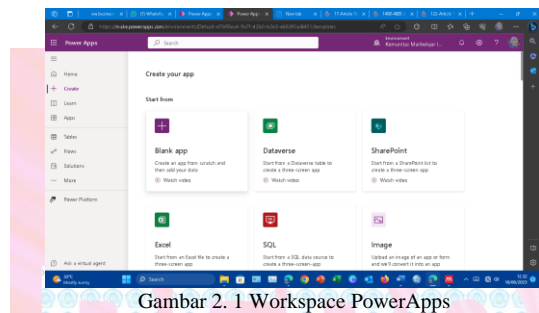 Power Apps
Search
Environment
Home
Create
Learn
Apps
Tables
Flows
Solutions
More
Power Platform
Ask a virtual agent
Create your app
Start from
Blank app
Create an app from scratch and
then add your data
Watch video
Dataverse
Start from a Dataverse table to
create a three-screen app
Watch video
SharePoint
Start from a SharePoint list to
create a three-screen app
Watch video
Excel
Start from an Excel file to create a
three-screen app
SQL
Start from a SQL data source to
create a three-screen-app
Image
Upload an image of an app or form
and we'll convert it into an app
33°C
Mostly sunny
Search
Gambar 2. 1 Workspace PowerApps